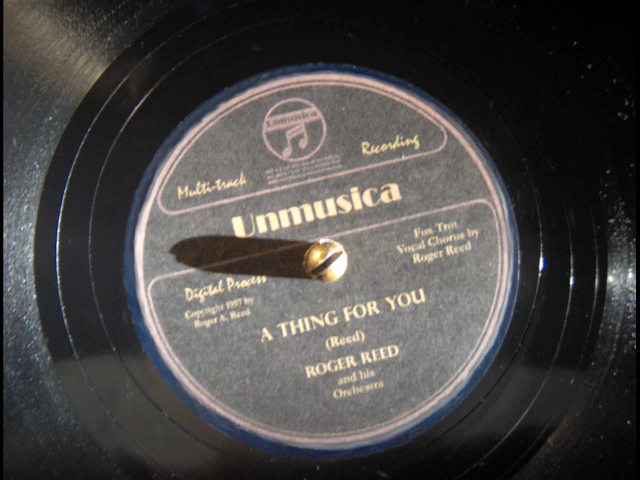 Unmusica
Multi-track
Recording
Unmusica
Fox Trot
Vocal Chorus by
Roger Reed
Digital Process
Copyright 1997 by
Roger A. Reed
A THING FOR YOU
(Reed)
ROGER REED
and his
Orchestra